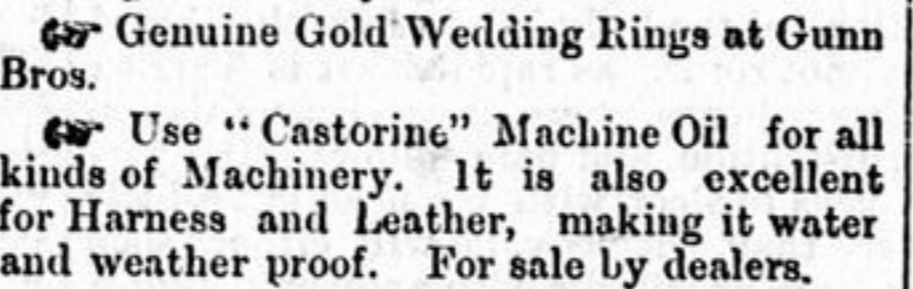 ☞ Genuine Gold Wedding Rings at Gunn
Bros.
☞ Use "Castorine" Machine Oil for all
kinds of Machinery. It is also excellent
for Harness and Leather, making it water
and weather proof. For sale by dealers.